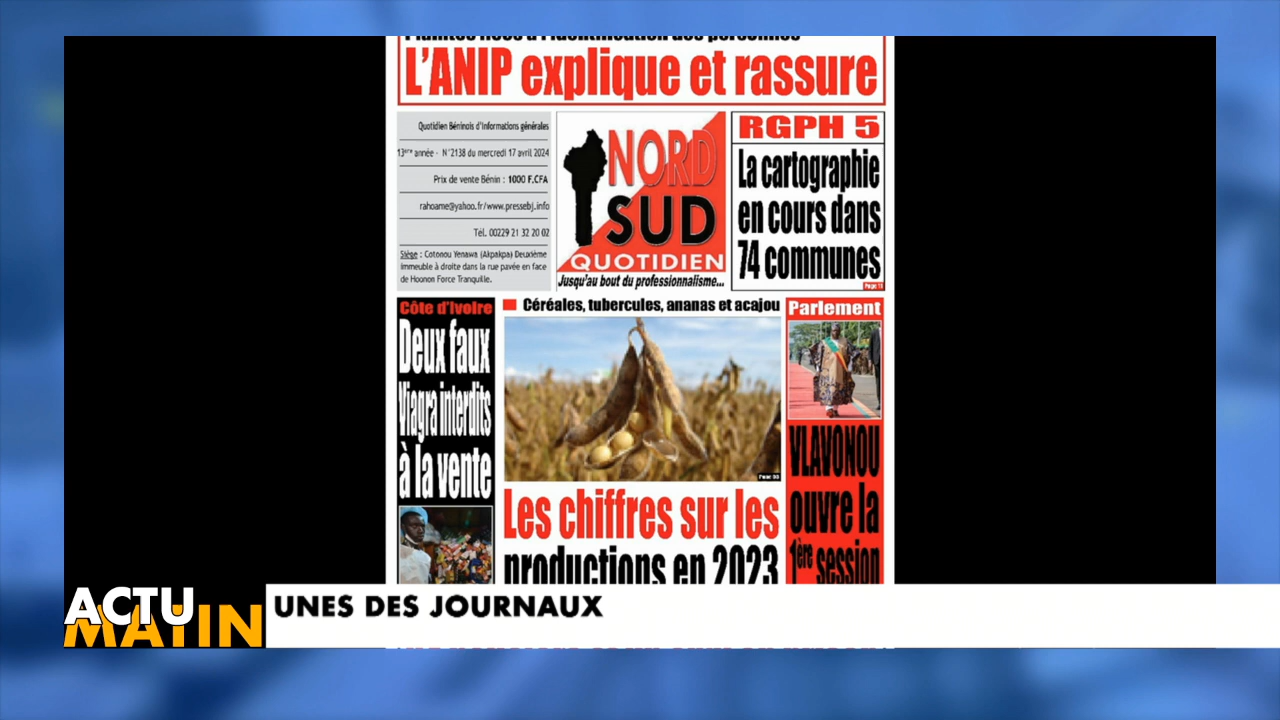 L'ANIP explique et rassure
Quotidien Béninois d'Informations générales
13ème année - N°2138 du mercredi 17 avril 2024
Prix de vente Bénin : 1000 F.CFA
rahoame@yahoo.fr/www.pressebj.info
Tél. 00229 21 32 20 02
Siège : Cotonou Yenawa (Akpakpa) Deuxième
immeuble à droite dans la rue pavée en face
de Hoonon Force Tranquille.
NORD
SUD
QUOTIDIEN
Jusqu'au bout du professionnalisme...
RGPH 5
La cartographie
en cours dans
74 communes
Page 11
Côte d'Ivoire
Deux faux
Viagra interdits
à la vente
Céréales, tubercules, ananas et acajou
Les chiffres sur les
productions en 2023
Parlement
VLAVONOU
ouvre la
1ère session
ACTU
MATIN
UNES DES JOURNAUX